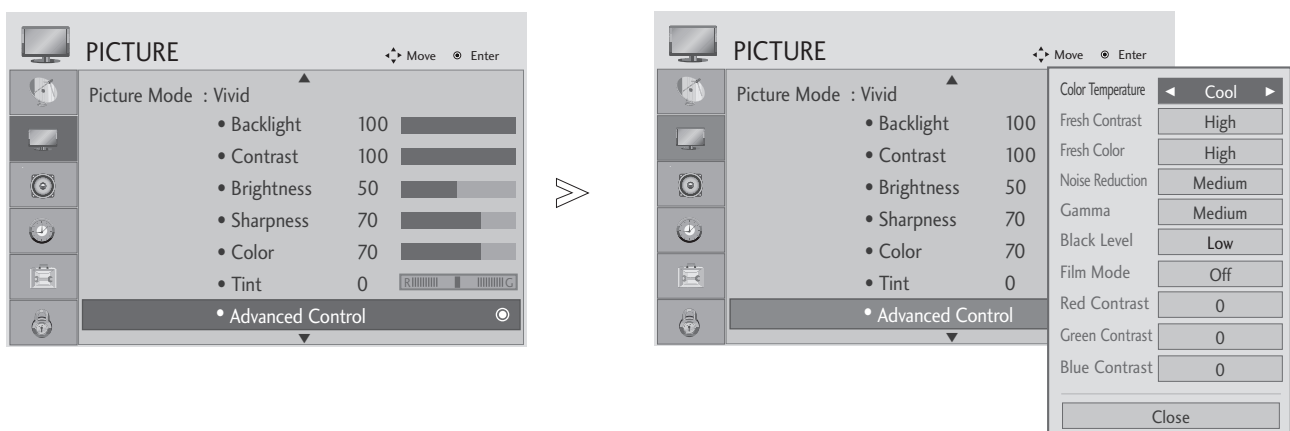 PICTURE
Move Enter
Picture Mode : Vivid
• Backlight 100
• Contrast 100
• Brightness 50
• Sharpness 70
• Color 70
• Tint 0 R G
• Advanced Control
PICTURE
Move Enter
Picture Mode : Vivid
• Backlight 100
• Contrast 100
• Brightness 50
• Sharpness 70
• Color 70
• Tint 0
• Advanced Control
Color Temperature Cool
Fresh Contrast High
Fresh Color High
Noise Reduction Medium
Gamma Medium
Black Level Low
Film Mode Off
Red Contrast 0
Green Contrast 0
Blue Contrast 0
Close